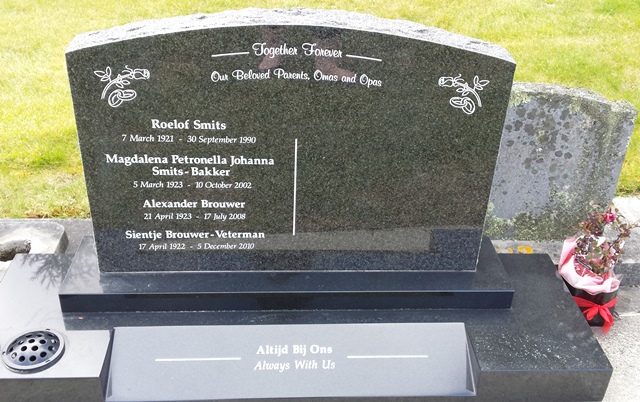 Together Forever
Our Beloved Parents, Omas and Opas
Roelof Smits
7 March 1921 - 30 September 1990
Magdalena Petronella Johanna
Smits-Bakker
5 March 1923 - 10 October 2002
Alexander Brouwer
21 April 1923 - 17 July 2008
Sientje Brouwer-Veterman
17 April 1922 - 5 December 2010
Altijd Bij Ons
Always With Us